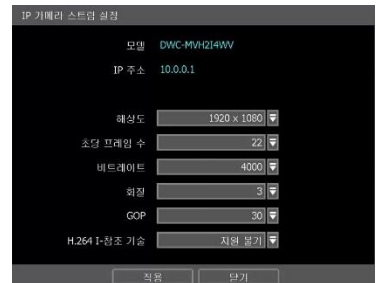 IP 카메라 스트림 설정
모델 DWC-MVH2I4WV
IP 주소 10.0.0.1
해상도 1920 x 1080
초당 프레임 수 22
비트레이트 4000
화질 3
GOP 30
H.264 I-참조 기술 지원 불가
적용 닫기